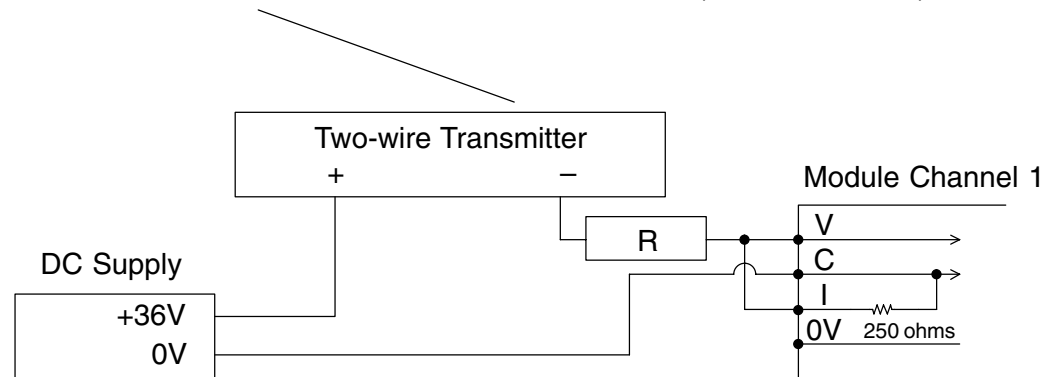 Two-wire Transmitter
+ –
Module Channel 1
R
V
C
I
0V 250 ohms
DC Supply
+36V
0V